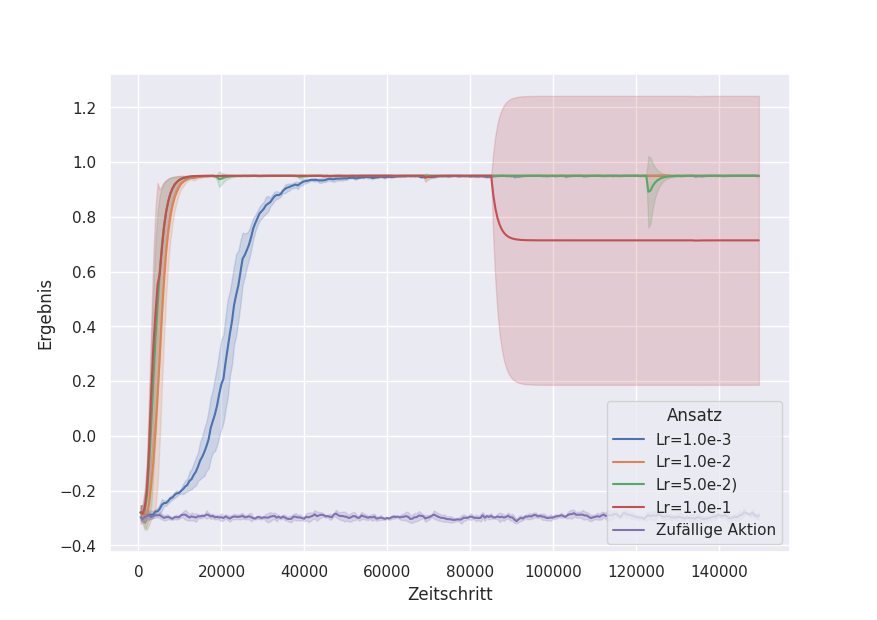 1.2
1.0
0.8
0.6
0.4
0.2
0.0
−0.2
−0.4
Ergebnis
0
20000
40000
60000
80000
100000
120000
140000
Zeitschritt
Ansatz
Lr=1.0e-3
Lr=1.0e-2
Lr=5.0e-2)
Lr=1.0e-1
Zufällige Aktion